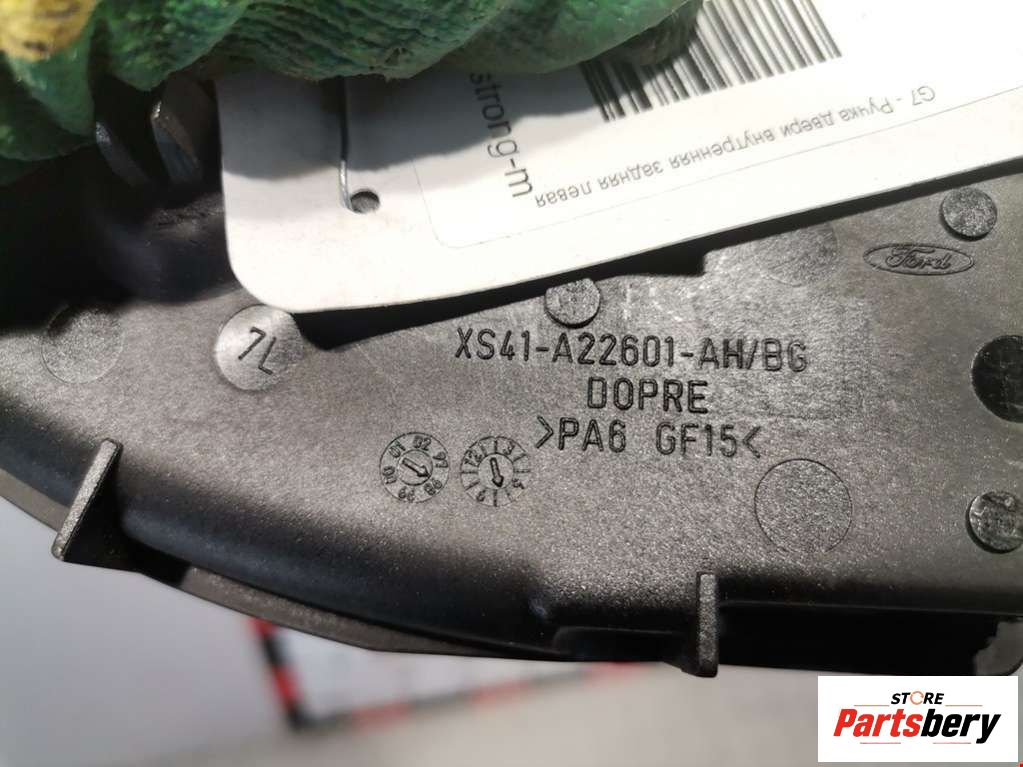 strong-m
G7 - Ручка двери внутренняя задняя левая
Ford
7L
XS41-A22601-AH/BG
DOPRE
>PA6 GF15<
STORE
Partsbery